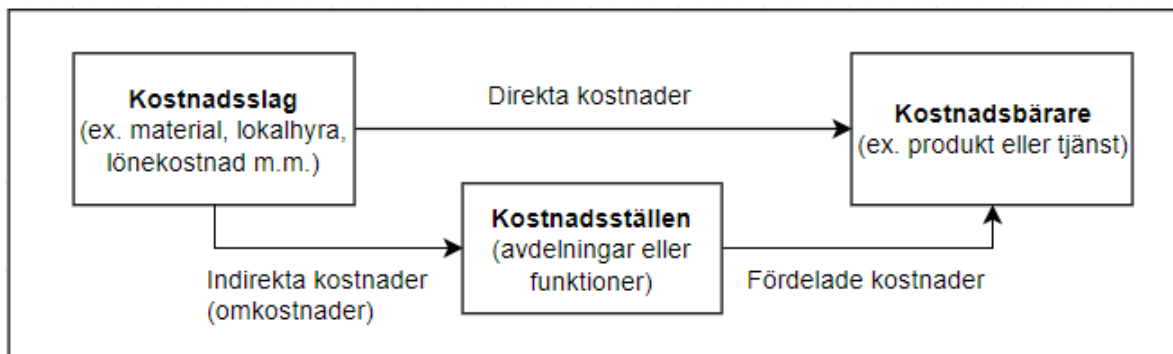 Kostnadsslag
(ex. material, lokalhyra,
lönekostnad m.m.)
Direkta kostnader
Kostnadsbärare
(ex. produkt eller tjänst)
Kostnadsställen
(avdelningar eller
funktioner)
Indirekta kostnader
(omkostnader)
Fördelade kostnader